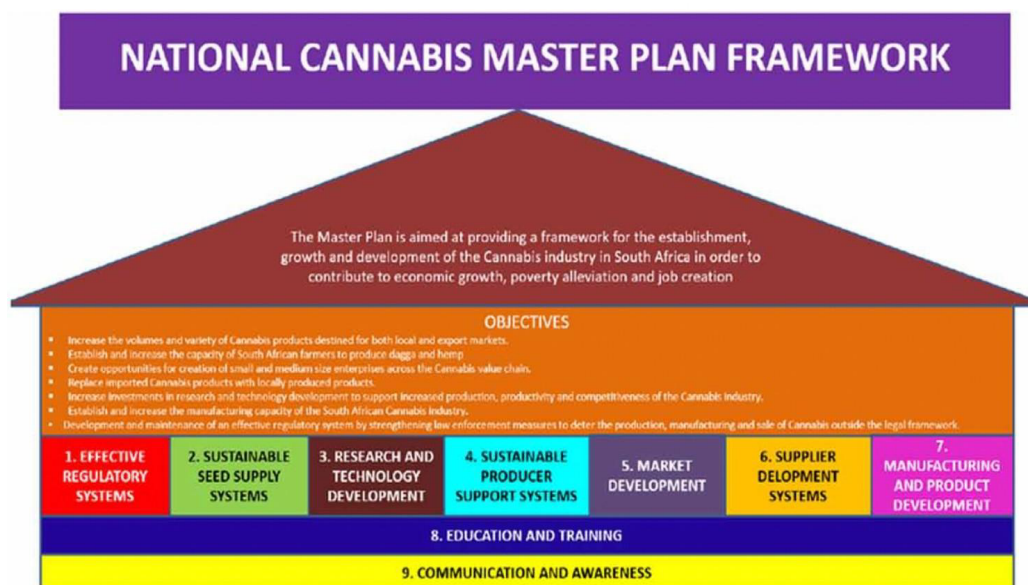 NATIONAL CANNABIS MASTER PLAN FRAMEWORK
The Master Plan is aimed at providing a framework for the establishment,
growth and development of the Cannabis industry in South Africa in order to
contribute to economic growth, poverty alleviation and job creation
OBJECTIVES
▪ Increase the volumes and variety of Cannabis products destined for both local and export markets.
▪ Establish and increase the capacity of South African farmers to produce dagga and hemp
▪ Create opportunities for creation of small and medium size enterprises across the Cannabis value chain.
▪ Replace imported Cannabis products with locally produced products.
▪ Increase investments in research and technology development to support increased production, productivity and competitiveness of the Cannabis industry.
▪ Establish and increase the manufacturing capacity of the South African Cannabis industry.
▪ Development and maintenance of an effective regulatory system by strengthening law enforcement measures to deter the production, manufacturing and sale of Cannabis outside the legal framework.
1. EFFECTIVE
REGULATORY
SYSTEMS
2. SUSTAINABLE
SEED SUPPLY
SYSTEMS
3. RESEARCH AND
TECHNOLOGY
DEVELOPMENT
4. SUSTAINABLE
PRODUCER
SUPPORT SYSTEMS
5. MARKET
DEVELOPMENT
6. SUPPLIER
DELOPMENT
SYSTEMS
7.
MANUFACTURING
AND PRODUCT
DEVELOPMENT
8. EDUCATION AND TRAINING
9. COMMUNICATION AND AWARENESS